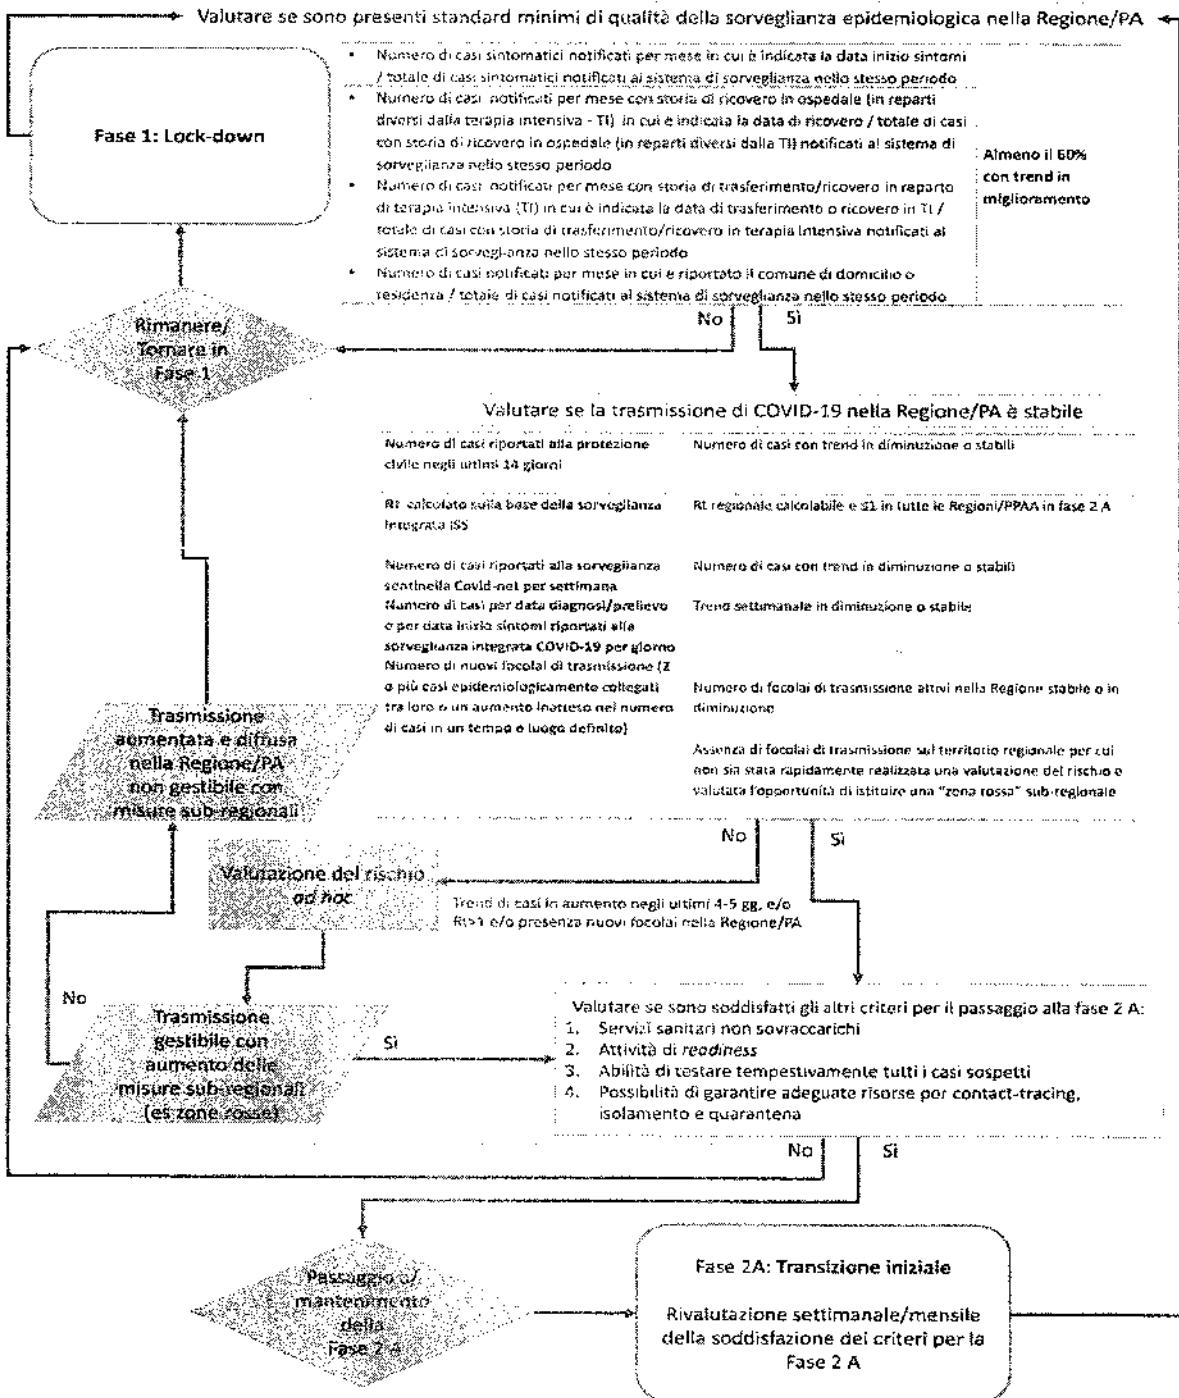 Valutare se sono presenti standard minimi di qualità della sorveglianza epidemiologica nella Regione/PA
Fase 1: Lock-down
• Numero di casi sintomatici notificati per mese in cui è indicata la data inizio sintomi
/ totale di casi sintomatici notificati al sistema di sorveglianza nello stesso periodo
• Numero di casi notificati per mese con storia di ricovero in ospedale (in reparti
diversi dalla terapia intensiva - TI) in cui è indicata la data di ricovero / totale di casi
con storia di ricovero in ospedale (in reparti diversi dalla TI) notificati al sistema di
sorveglianza nello stesso periodo
• Numero di casi notificati per mese con storia di trasferimento/ricovero in reparto
di terapia intensiva (TI) in cui è indicata la data di trasferimento o ricovero in TI /
totale di casi con storia di trasferimento/ricovero in terapia intensiva notificati al
sistema di sorveglianza nello stesso periodo
• Numero di casi notificati per mese in cui è riportato il comune di domicilio o
residenza / totale di casi notificati al sistema di sorveglianza nello stesso periodo
Almeno il 60%
con trend in
miglioramento
No
Sì
Rimanere/
Tornare in
Fase 1
Valutare se la trasmissione di COVID-19 nella Regione/PA è stabile
Numero di casi riportati alla protezione
civile negli ultimi 14 giorni
Numero di casi con trend in diminuzione o stabili
Rt calcolato sulla base della sorveglianza
integrata ISS
Rt regionale calcolabile e ≤1 in tutte le Regioni/PPAA in fase 2 A
Numero di casi riportati alla sorveglianza
sentinella Covid-net per settimana
Numero di casi con trend in diminuzione o stabili
Numero di casi per data diagnosi/prelievo
o per data inizio sintomi riportati alla
sorveglianza integrata COVID-19 per giorno
Trend settimanale in diminuzione o stabile
Numero di nuovi focolai di trasmissione (2
o più casi epidemiologicamente collegati
tra loro o un aumento inatteso nel numero
di casi in un tempo e luogo definito)
Numero di focolai di trasmissione attivi nella Regione stabile o in
diminuzione
Assenza di focolai di trasmissione sul territorio regionale per cui
non sia stata rapidamente realizzata una valutazione del rischio e
valutata l'opportunità di istituire una "zona rossa" sub-regionale
Trasmissione
aumentata e diffusa
nella Regione/PA
non gestibile con
misure sub-regionali
No
Sì
Valutazione del rischio
ad hoc
Trend di casi in aumento negli ultimi 4-5 gg, e/o
Rt>1 e/o presenza nuovi focolai nella Regione/PA
No
Trasmissione
gestibile con
aumento delle
misure sub-regionali
(es zone rosse)
Sì
Valutare se sono soddisfatti gli altri criteri per il passaggio alla fase 2 A:
1. Servizi sanitari non sovraccarichi
2. Attività di readiness
3. Abilità di testare tempestivamente tutti i casi sospetti
4. Possibilità di garantire adeguate risorse per contact-tracing,
isolamento e quarantena
No
Sì
Passaggio a/
mantenimento
della
Fase 2 A
Fase 2A: Transizione iniziale
Rivalutazione settimanale/mensile
della soddisfazione dei criteri per la
Fase 2 A